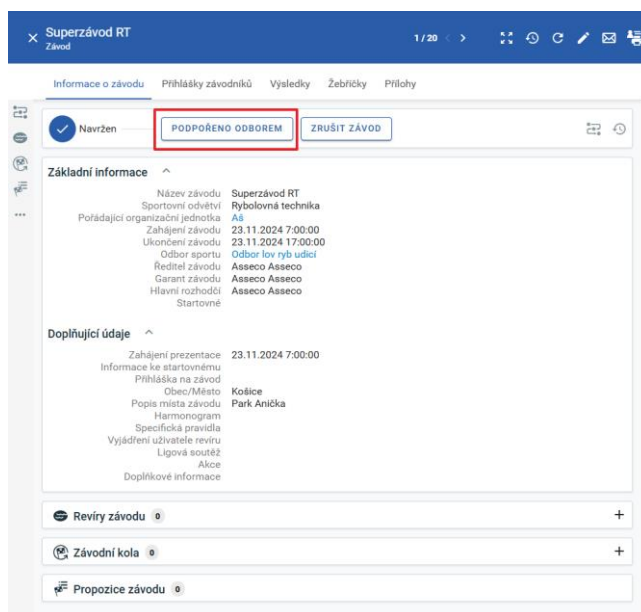 Superzávod RT
Závod
1/20
Informace o závodu Přihlášky závodníků Výsledky Žebříčky Přílohy
Navržen PODPOŘENO ODBOREM ZRUŠIT ZÁVOD
Základní informace
Název závodu Superzávod RT
Sportovní odvětví Rybolovná technika
Pořádající organizační jednotka Aš
Zahájení závodu 23.11.2024 7:00:00
Ukončení závodu 23.11.2024 17:00:00
Odbor sportu Odbor lov ryb udicí
Ředitel závodu Asseco Asseco
Garant závodu Asseco Asseco
Hlavní rozhodčí Asseco Asseco
Startovné
Doplňující údaje
Zahájení prezentace 23.11.2024 7:00:00
Informace ke startovnému
Přihláška na závod
Obec/Město Košice
Popis místa závodu Park Anička
Harmonogram
Specifická pravidla
Vyjádření uživatele revíru
Ligová soutěž
Akce
Doplňkové informace
Revíry závodu 0
Závodní kola 0
Propozice závodu 0